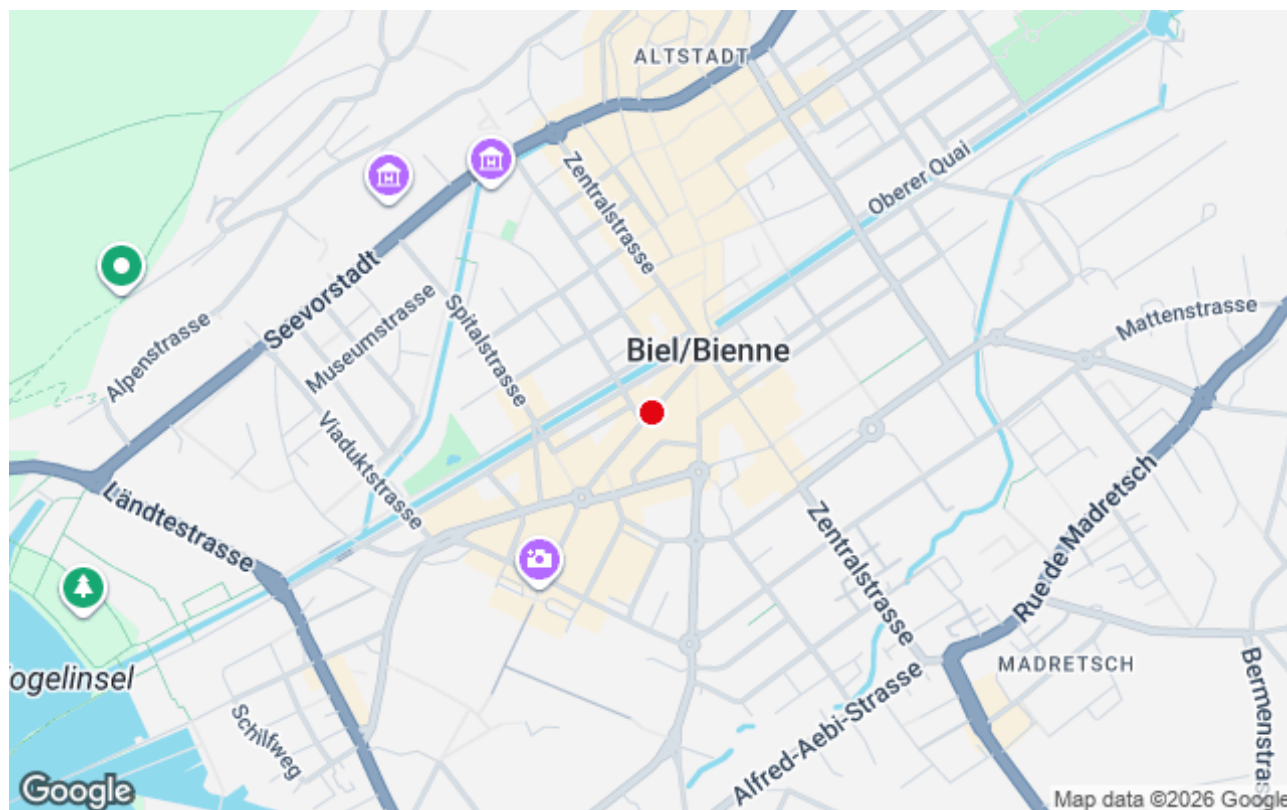 ALTSTADT
Zentralstrasse
Oberer Quai
Seevorstadt
Museumstrasse
Spitalstrasse
Alpenstrasse
Mattenstrasse
Biel/Bienne
Viaduktstrasse
Ländtestrasse
Zentralstrasse
Rue de Madretsch
MADRETSCH
ogelinsel
Bermenstras
Schilfweg
Alfred-Aebi-Strasse
Google
Map data ©2026 Google